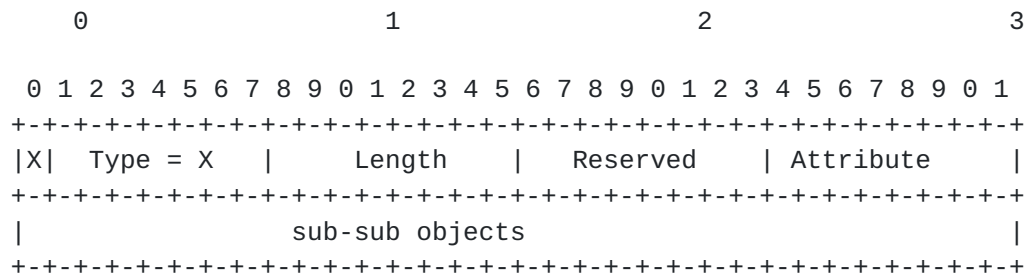 0                   1                   2                   3
 0 1 2 3 4 5 6 7 8 9 0 1 2 3 4 5 6 7 8 9 0 1 2 3 4 5 6 7 8 9 0 1
+-+-+-+-+-+-+-+-+-+-+-+-+-+-+-+-+-+-+-+-+-+-+-+-+-+-+-+-+-+-+-+-+
|X|  Type = X   |     Length    |   Reserved    | Attribute     |
+-+-+-+-+-+-+-+-+-+-+-+-+-+-+-+-+-+-+-+-+-+-+-+-+-+-+-+-+-+-+-+-+
|                 sub-sub objects                               |
+-+-+-+-+-+-+-+-+-+-+-+-+-+-+-+-+-+-+-+-+-+-+-+-+-+-+-+-+-+-+-+-+